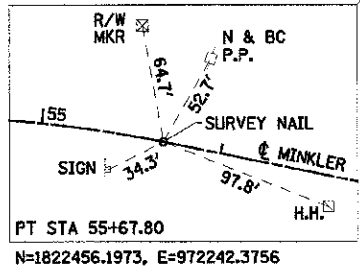 R/W
MKR
N & BC
P.P.
64.7'
52.7'
55
SURVEY NAIL
℄ MINKLER
SIGN
34.3'
97.8'
H.H.
PT STA 55+67.80
N=1822456.1973, E=972242.3756